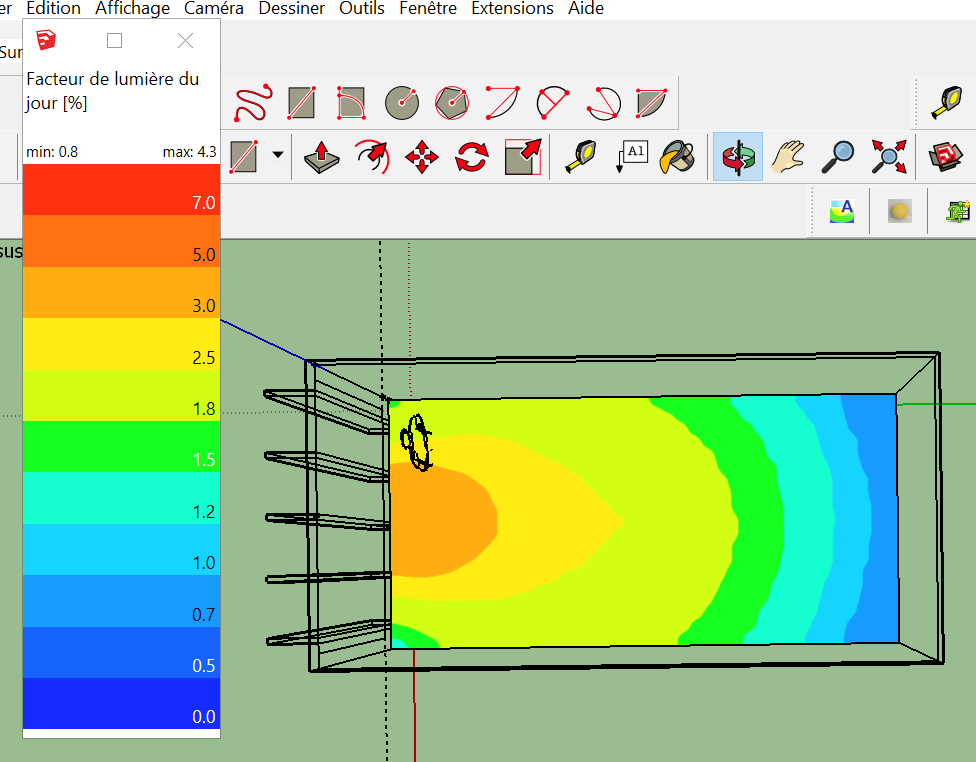 er Edition Affichage Caméra Dessiner Outils Fenêtre Extensions Aide
Sur
Facteur de lumière du
jour [%]
min: 0.8 max: 4.3
7.0
5.0
3.0
2.5
1.8
1.5
1.2
1.0
0.7
0.5
0.0
A1
A
sus